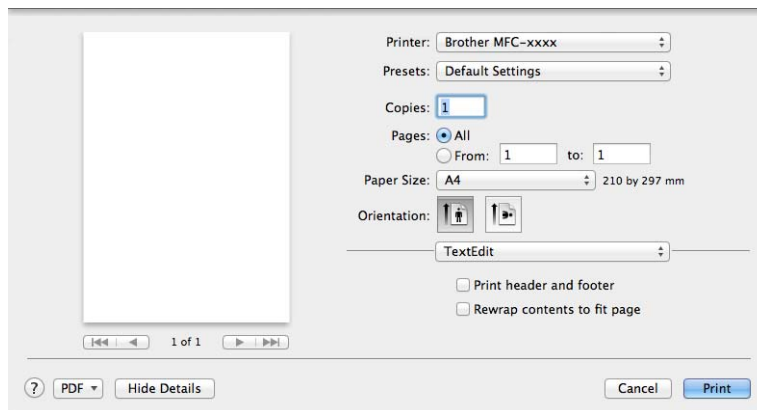 Printer: Brother MFC-xxxx
Presets: Default Settings
Copies: 1
Pages: All
From: 1 to: 1
Paper Size: A4 210 by 297 mm
Orientation:
TextEdit
Print header and footer
Rewrap contents to fit page
1 of 1
? PDF Hide Details Cancel Print